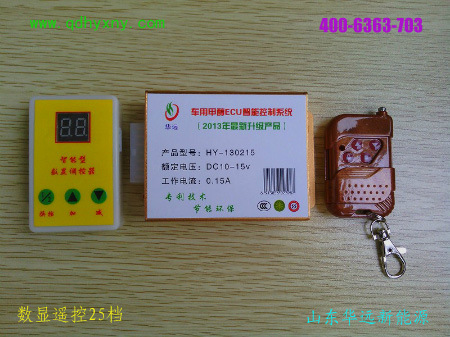 www.qdhyxny.com
400-6363-703
88
智能型
数显调控器
加
减
华远
车用甲醇ECU智能控制系统
(2013年最新升级产品)
产品型号: HY-130215
额定电压: DC10-15v
工作电流: 0.15A
专利技术
节能环保
数显遥控25档
山东华远新能源